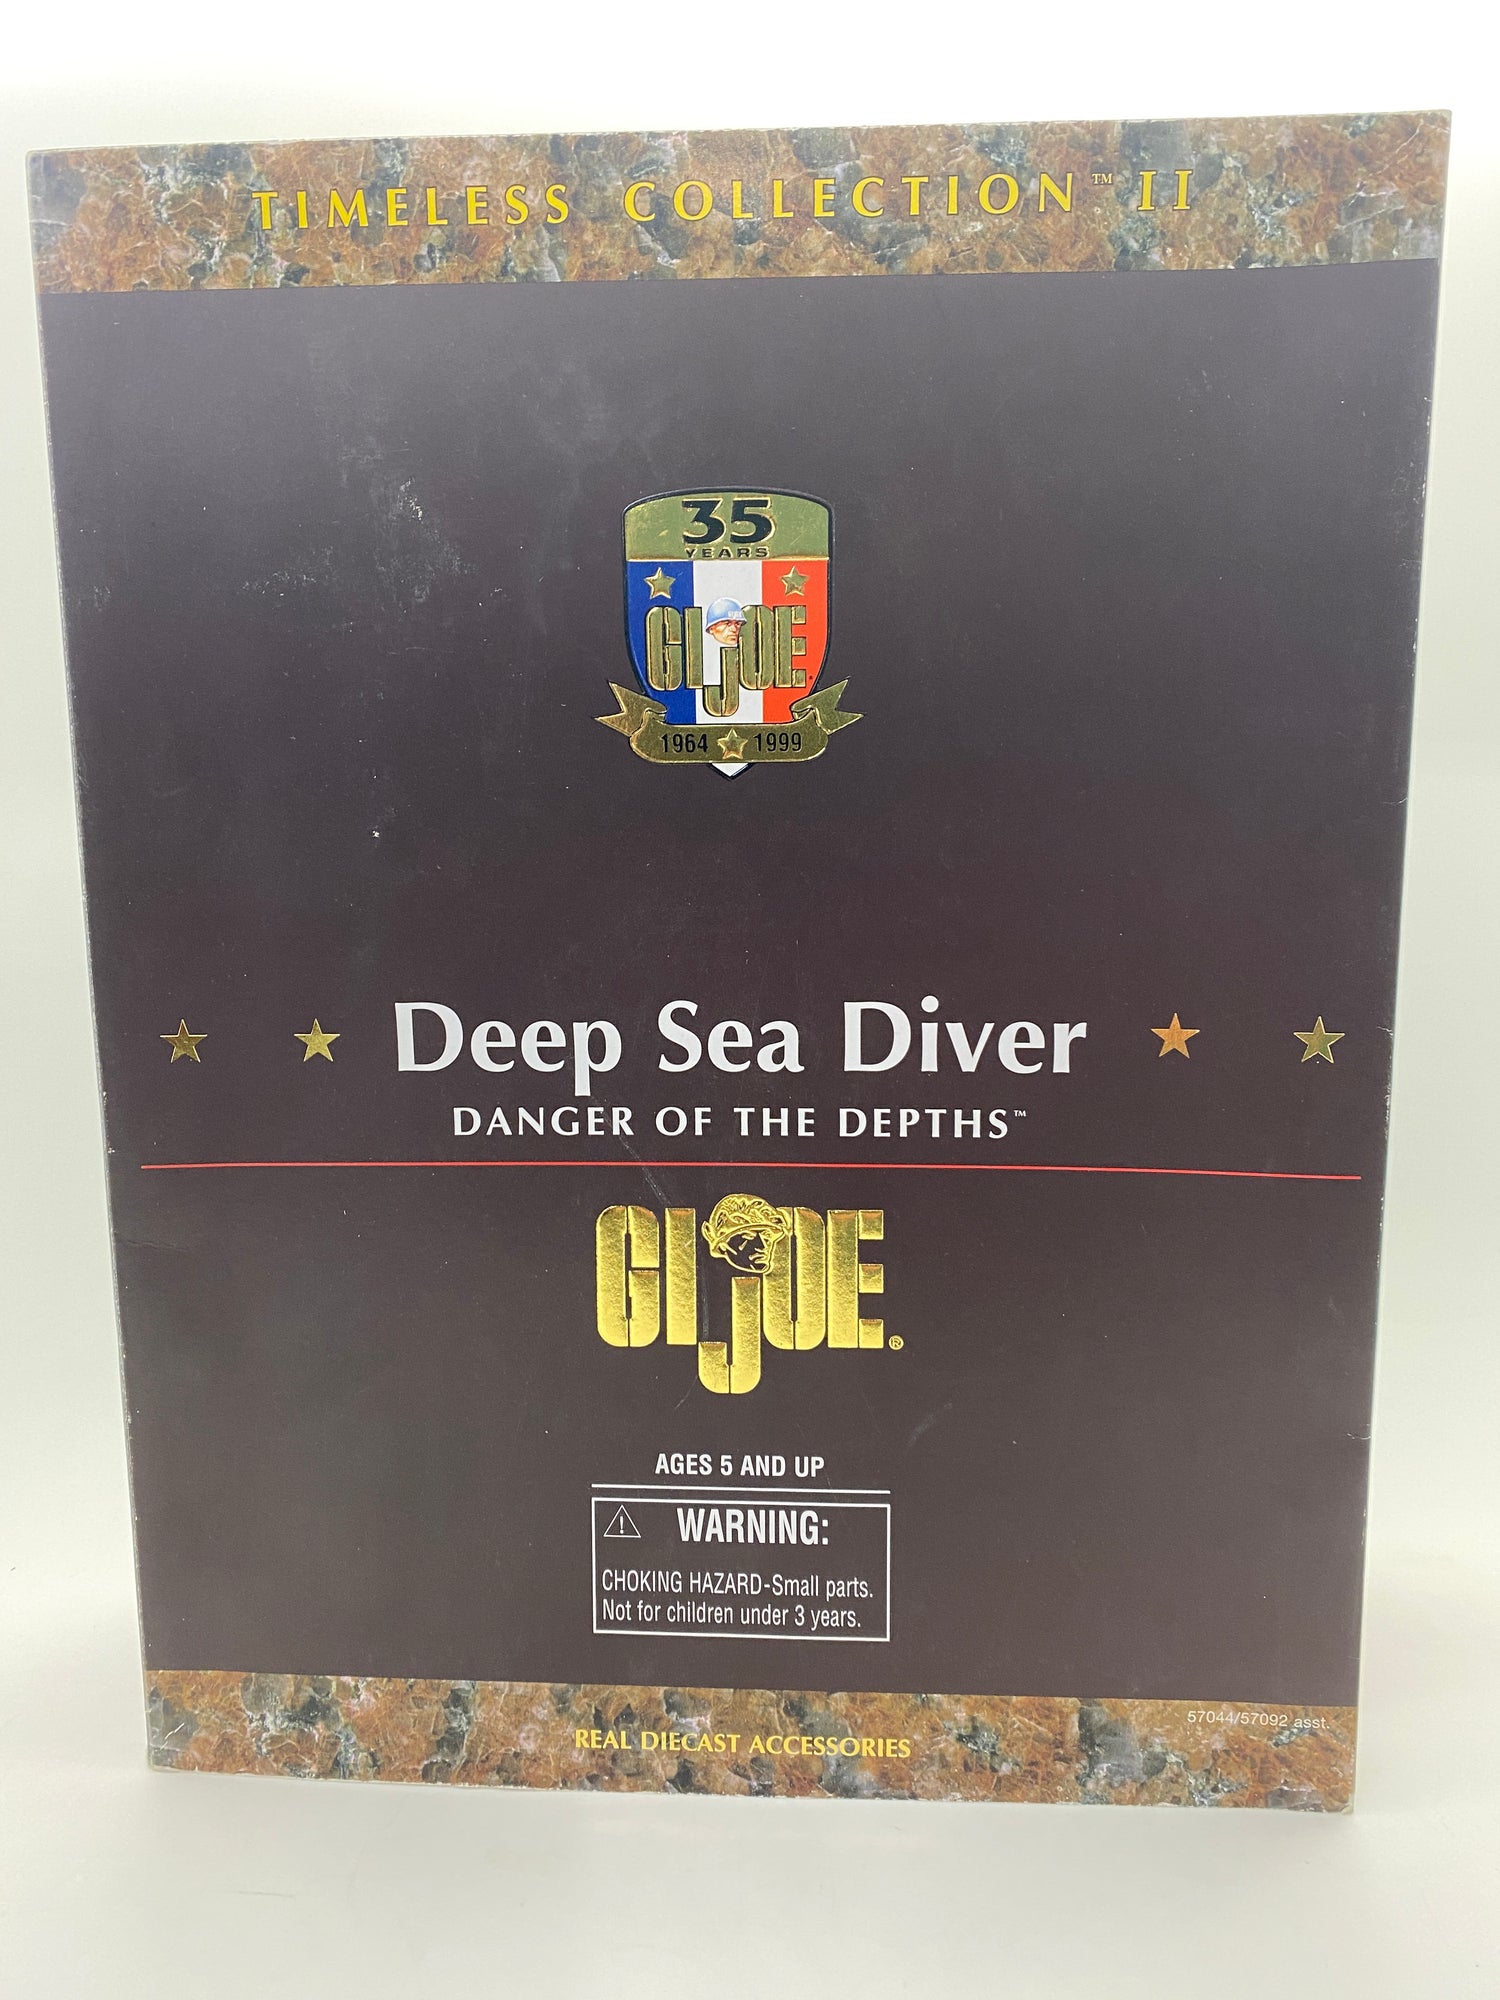 TIMELESS COLLECTION™ II
35
YEARS
GI JOE
1964 1999
Deep Sea Diver
DANGER OF THE DEPTHS™
GI JOE®
AGES 5 AND UP
WARNING:
CHOKING HAZARD-Small parts.
Not for children under 3 years.
57044/57092 asst.
REAL DIECAST ACCESSORIES